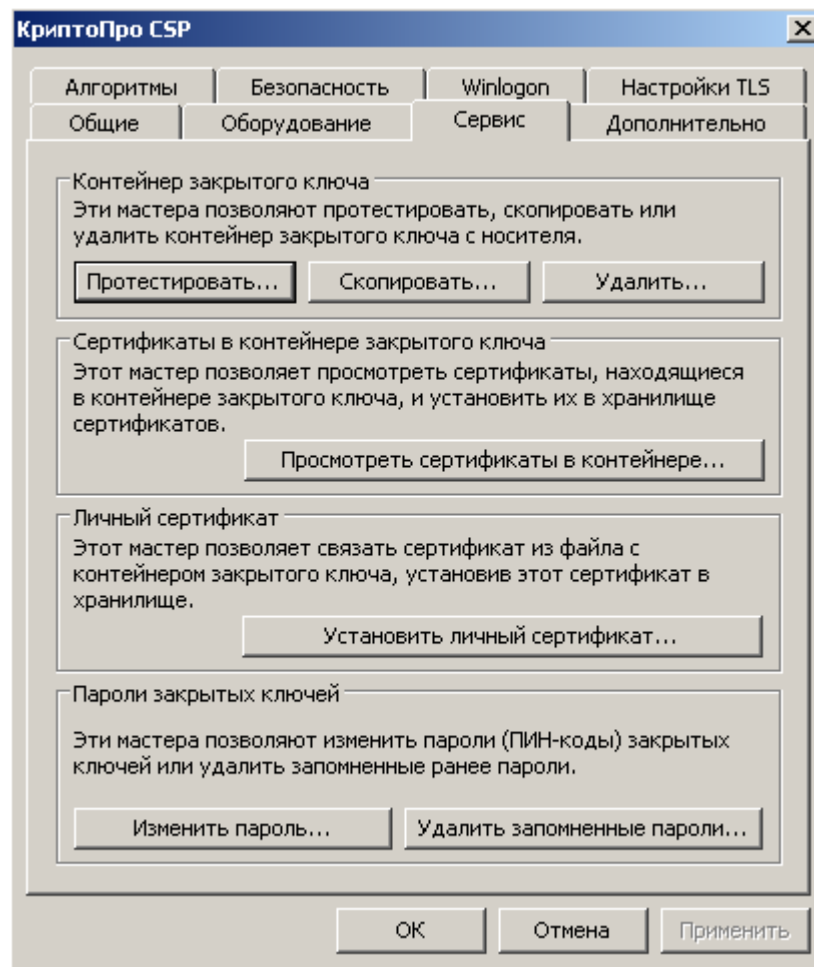 КриптоПро CSP
Алгоритмы Безопасность Winlogon Настройки TLS
Общие Оборудование Сервис Дополнительно
Контейнер закрытого ключа
Эти мастера позволяют протестировать, скопировать или
удалить контейнер закрытого ключа с носителя.
Протестировать... Скопировать... Удалить...
Сертификаты в контейнере закрытого ключа
Этот мастер позволяет просмотреть сертификаты, находящиеся
в контейнере закрытого ключа, и установить их в хранилище
сертификатов.
Просмотреть сертификаты в контейнере...
Личный сертификат
Этот мастер позволяет связать сертификат из файла с
контейнером закрытого ключа, установив этот сертификат в
хранилище.
Установить личный сертификат...
Пароли закрытых ключей
Эти мастера позволяют изменить пароли (ПИН-коды) закрытых
ключей или удалить запомненные ранее пароли.
Изменить пароль... Удалить запомненные пароли...
ОК Отмена Применить